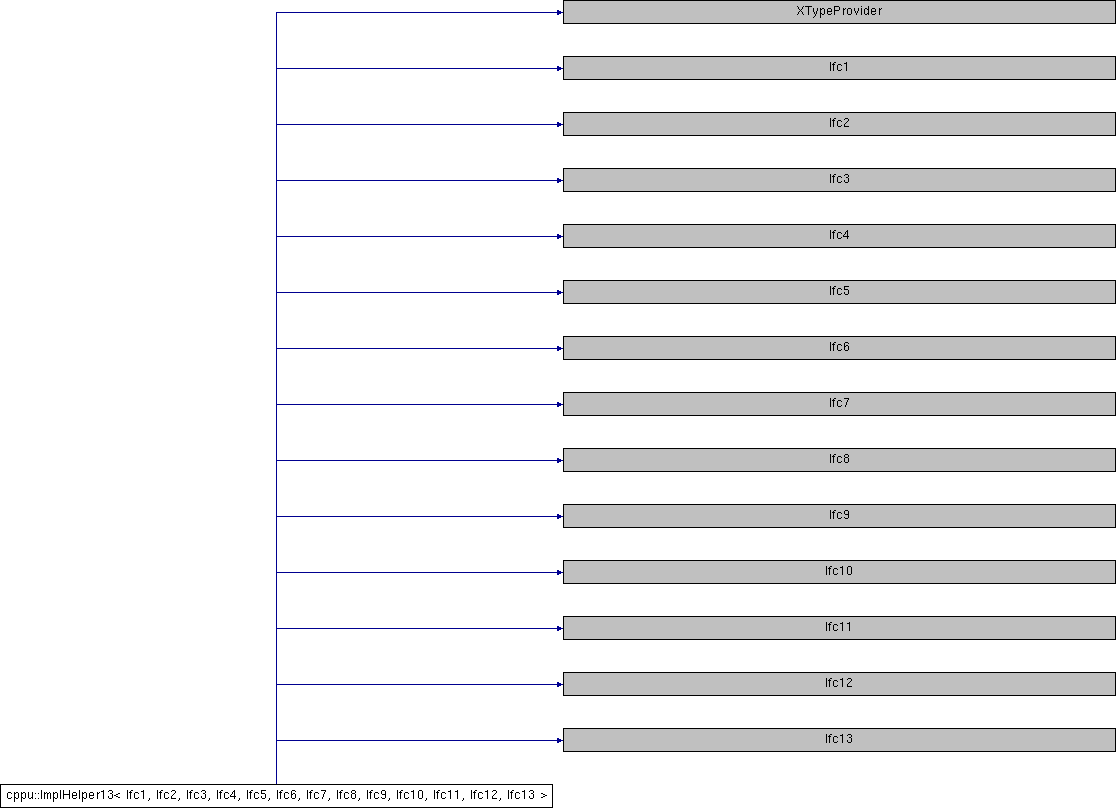 XTypeProvider
Ifc1
Ifc2
Ifc3
Ifc4
Ifc5
Ifc6
Ifc7
Ifc8
Ifc9
Ifc10
Ifc11
Ifc12
Ifc13
cppu::ImplHelper13< Ifc1, Ifc2, Ifc3, Ifc4, Ifc5, Ifc6, Ifc7, Ifc8, Ifc9, Ifc10, Ifc11, Ifc12, Ifc13 >